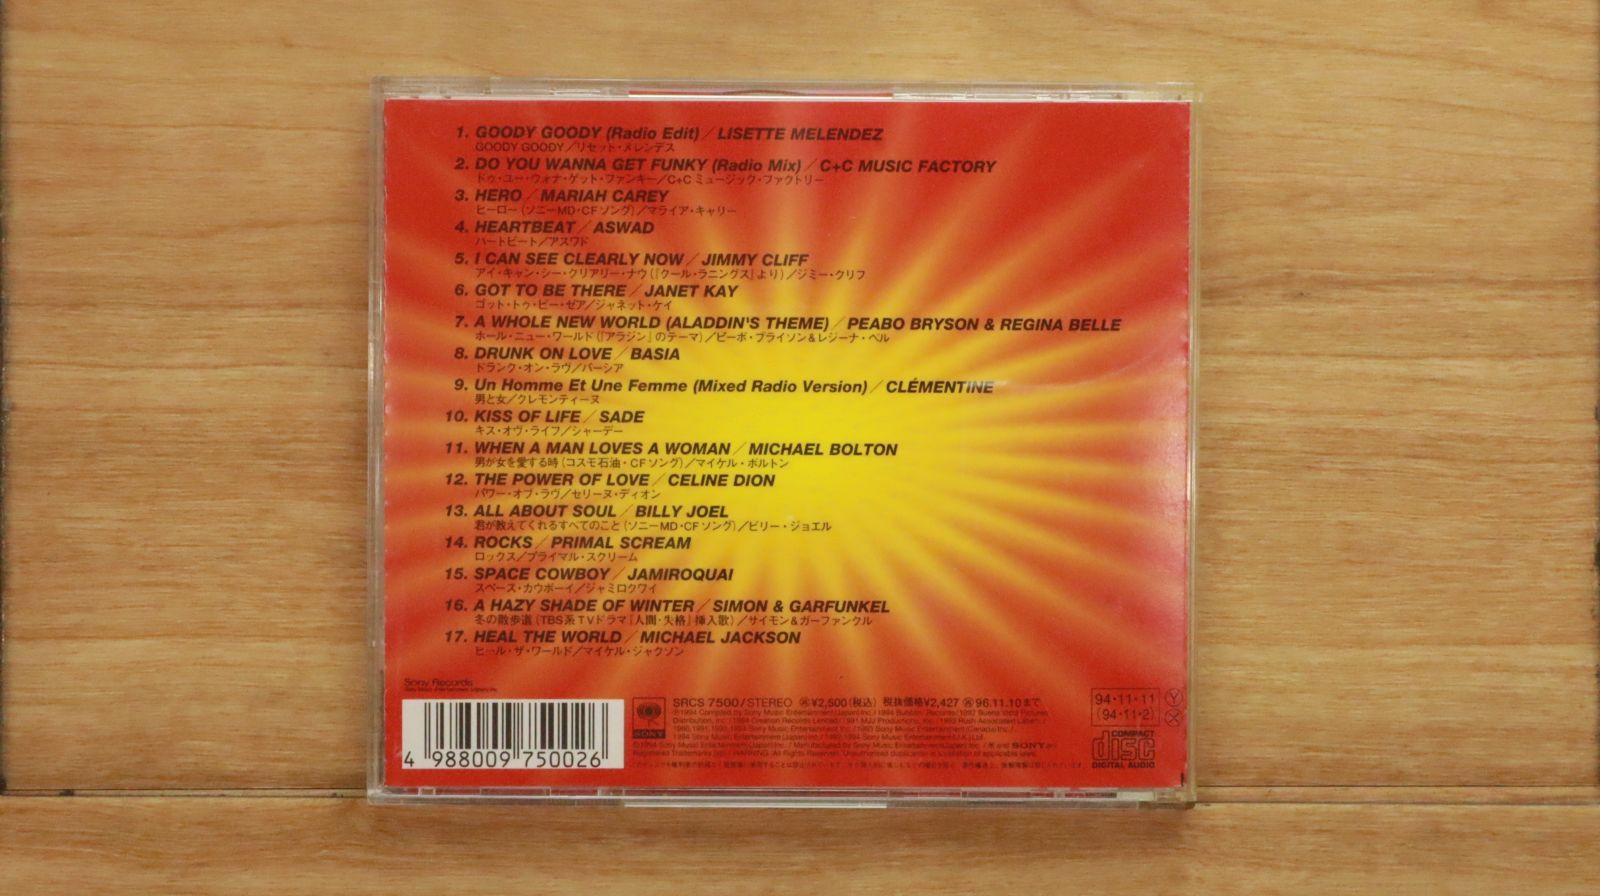 1. GOODY GOODY (Radio Edit)／LISETTE MELENDEZ
GOODY GOODY／リセット・メレンデス
2. DO YOU WANNA GET FUNKY (Radio Mix)／C+C MUSIC FACTORY
ドゥ・ユー・ウォナ・ゲット・ファンキー／C+C ミュージック・ファクトリー
3. HERO／MARIAH CAREY
ヒーロー（ソニーMD・CFソング）／マライア・キャリー
4. HEARTBEAT／ASWAD
ハートビート／アスワド
5. I CAN SEE CLEARLY NOW／JIMMY CLIFF
アイ・キャン・シー・クリアリー・ナウ（『クール・ランニングス』より）／ジミー・クリフ
6. GOT TO BE THERE／JANET KAY
ゴット・トゥ・ビー・ゼア／ジャネット・ケイ
7. A WHOLE NEW WORLD (ALADDIN'S THEME)／PEABO BRYSON & REGINA BELLE
ホール・ニュー・ワールド（『アラジン』のテーマ）／ピーボ・ブライソン＆レジーナ・ベル
8. DRUNK ON LOVE／BASIA
ドランク・オン・ラヴ／バーシア
9. Un Homme Et Une Femme (Mixed Radio Version)／CLÉMENTINE
男と女／クレモンティーヌ
10. KISS OF LIFE／SADE
キス・オヴ・ライフ／シャーデー
11. WHEN A MAN LOVES A WOMAN／MICHAEL BOLTON
男が女を愛する時（コスモ石油・CFソング）／マイケル・ボルトン
12. THE POWER OF LOVE／CELINE DION
パワー・オブ・ラヴ／セリーヌ・ディオン
13. ALL ABOUT SOUL／BILLY JOEL
君が教えてくれるすべてのこと（ソニーMD・CFソング）／ビリー・ジョエル
14. ROCKS／PRIMAL SCREAM
ロックス／プライマル・スクリーム
15. SPACE COWBOY／JAMIROQUAI
スペース・カウボーイ／ジャミロクワイ
16. A HAZY SHADE OF WINTER／SIMON & GARFUNKEL
冬の散歩道（TBS系TVドラマ『人間・失格』挿入歌）／サイモン＆ガーファンクル
17. HEAL THE WORLD／MICHAEL JACKSON
ヒール・ザ・ワールド／マイケル・ジャクソン
Sony Records
4 988009 750026
SONY
SRCS 7500/STEREO ¥2,500(税込) 税抜価格¥2,427 96.11.10まで
94・11・11
(94・11・2)
Y
X
COMPACT
disc
DIGITAL AUDIO